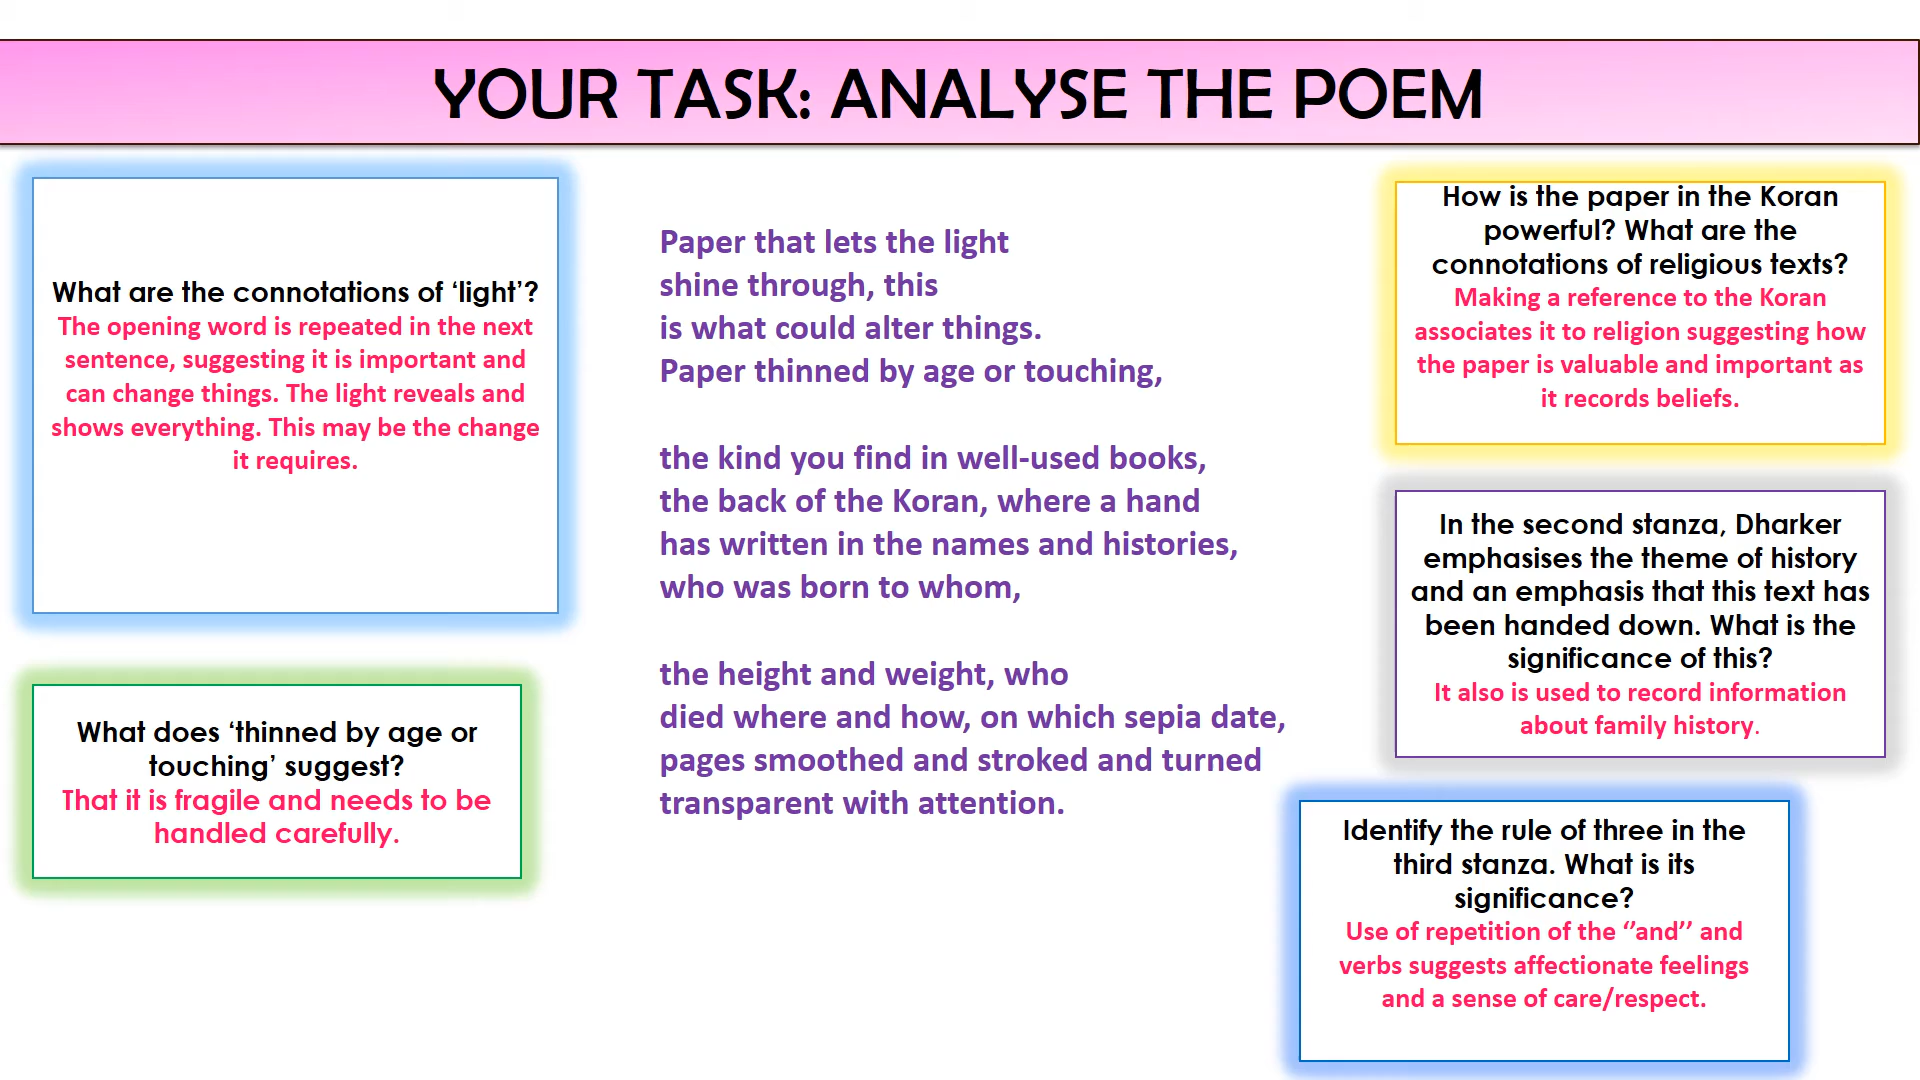 YOUR TASK: ANALYSE THE POEM
What are the connotations of ‘light’?
The opening word is repeated in the next
sentence, suggesting it is important and
can change things. The light reveals and
shows everything. This may be the change
it requires.
What does ‘thinned by age or
touching’ suggest?
That it is fragile and needs to be
handled carefully.
Paper that lets the light
shine through, this
is what could alter things.
Paper thinned by age or touching,
the kind you find in well-used books,
the back of the Koran, where a hand
has written in the names and histories,
who was born to whom,
the height and weight, who
died where and how, on which sepia date,
pages smoothed and stroked and turned
transparent with attention.
How is the paper in the Koran
powerful? What are the
connotations of religious texts?
Making a reference to the Koran
associates it to religion suggesting how
the paper is valuable and important as
it records beliefs.
In the second stanza, Dharker
emphasises the theme of history
and an emphasis that this text has
been handed down. What is the
significance of this?
It also is used to record information
about family history.
Identify the rule of three in the
third stanza. What is its
significance?
Use of repetition of the ‘’and’’ and
verbs suggests affectionate feelings
and a sense of care/respect.